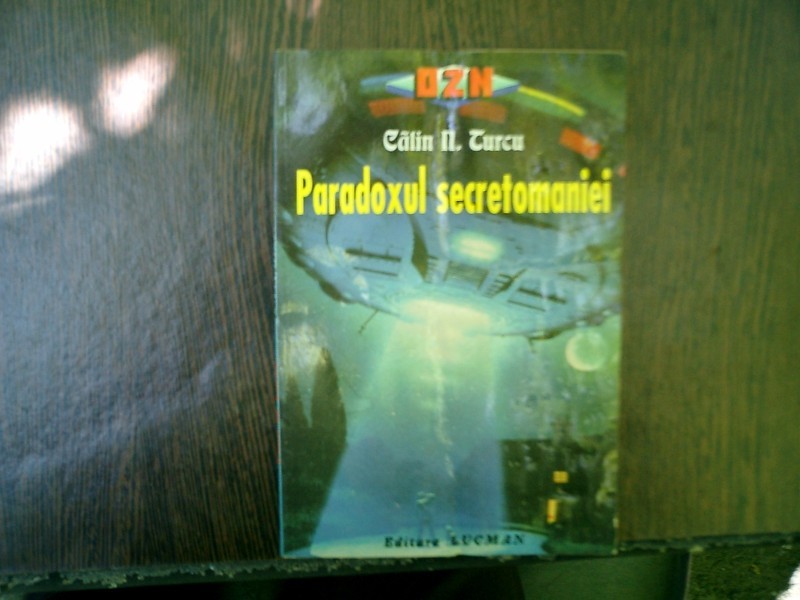 OZN
Călin N. Turcu
Paradoxul secretomaniei
Editura LUCMAN